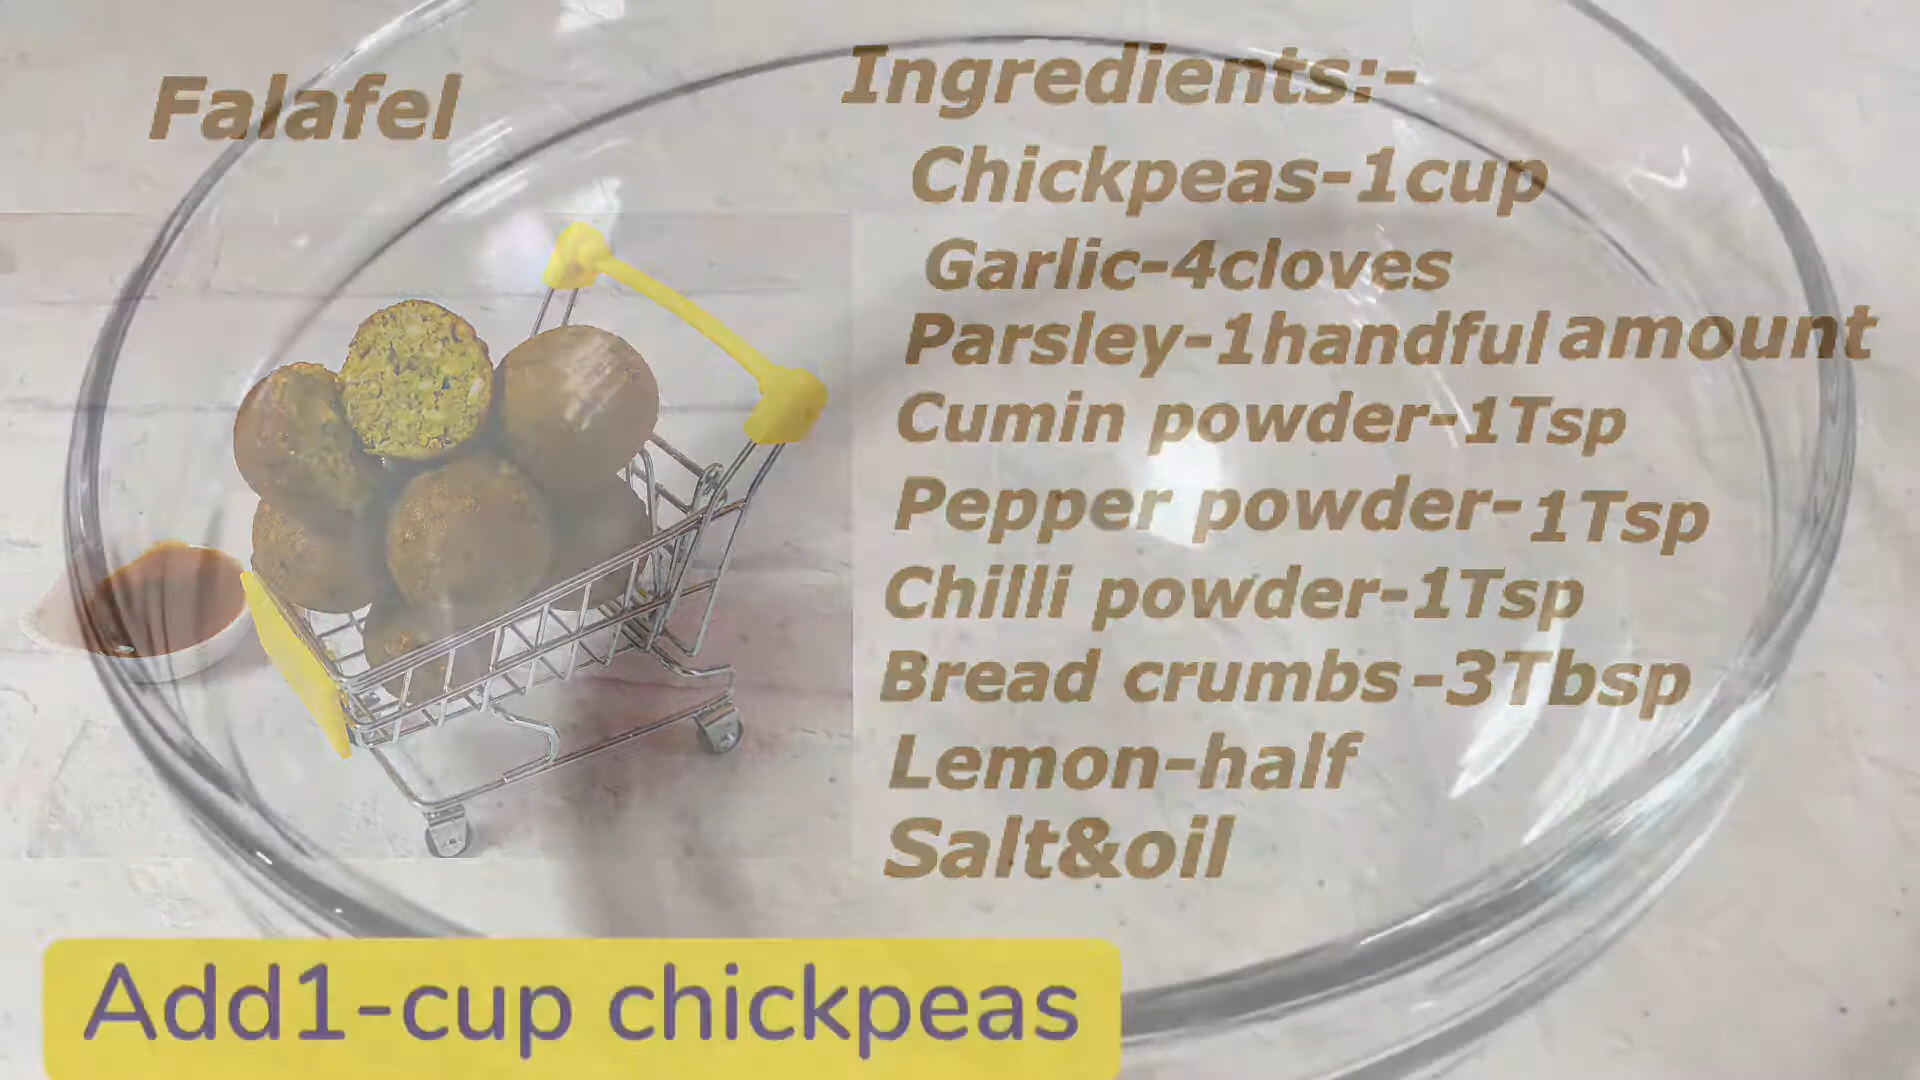 Falafel
Ingredients:-
Chickpeas-1cup
Garlic-4cloves
Parsley-1handful amount
Cumin powder-1Tsp
Pepper powder-1Tsp
Chilli powder-1Tsp
Bread crumbs-3Tbsp
Lemon-half
Salt&oil
Add1-cup chickpeas